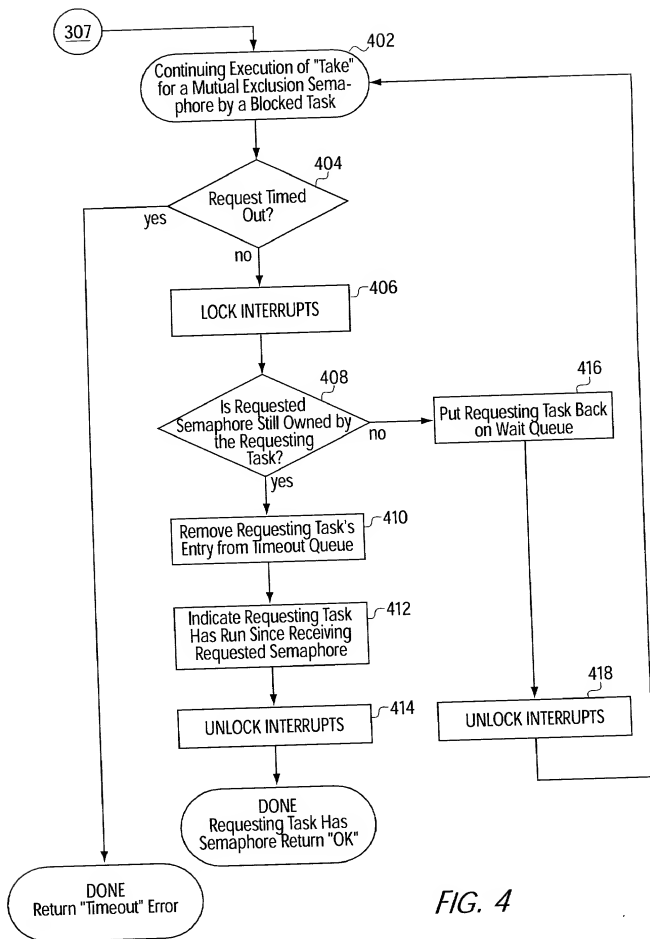 307
402
Continuing Execution of "Take"
for a Mutual Exclusion Sema-
phore by a Blocked Task
404
Request Timed
Out?
yes
no
406
LOCK INTERRUPTS
408
Is Requested
Semaphore Still Owned by
the Requesting
Task?
no
yes
416
Put Requesting Task Back
on Wait Queue
410
Remove Requesting Task's
Entry from Timeout Queue
412
Indicate Requesting Task
Has Run Since Receiving
Requested Semaphore
414
UNLOCK INTERRUPTS
418
UNLOCK INTERRUPTS
DONE
Requesting Task Has
Semaphore Return "OK"
DONE
Return "Timeout" Error
FIG. 4